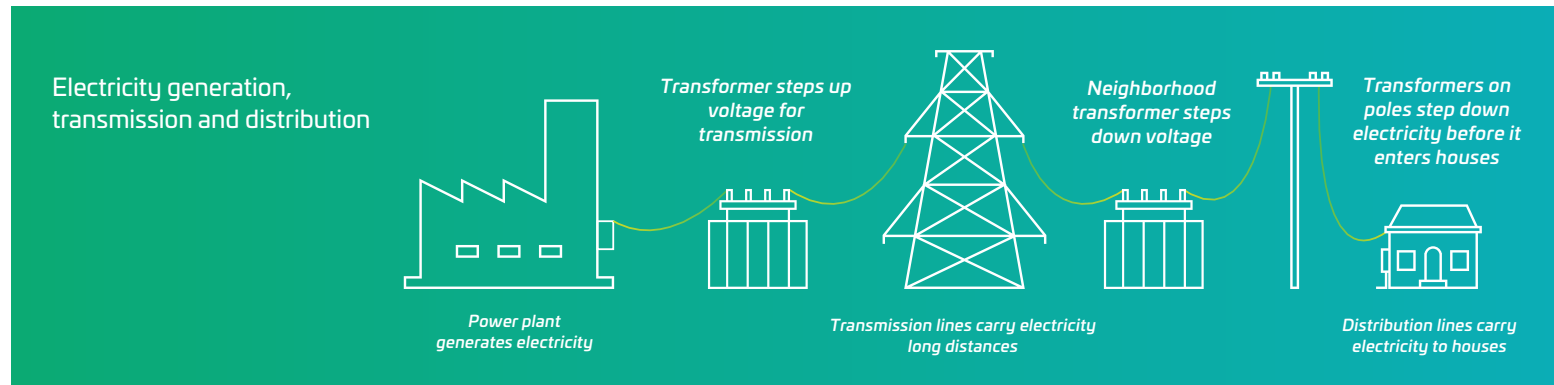 Electricity generation,
transmission and distribution
Transformer steps up
voltage for
transmission
Neighborhood
transformer steps
down voltage
Transformers on
poles step down
electricity before it
enters houses
Power plant
generates electricity
Transmission lines carry electricity
long distances
Distribution lines carry
electricity to houses